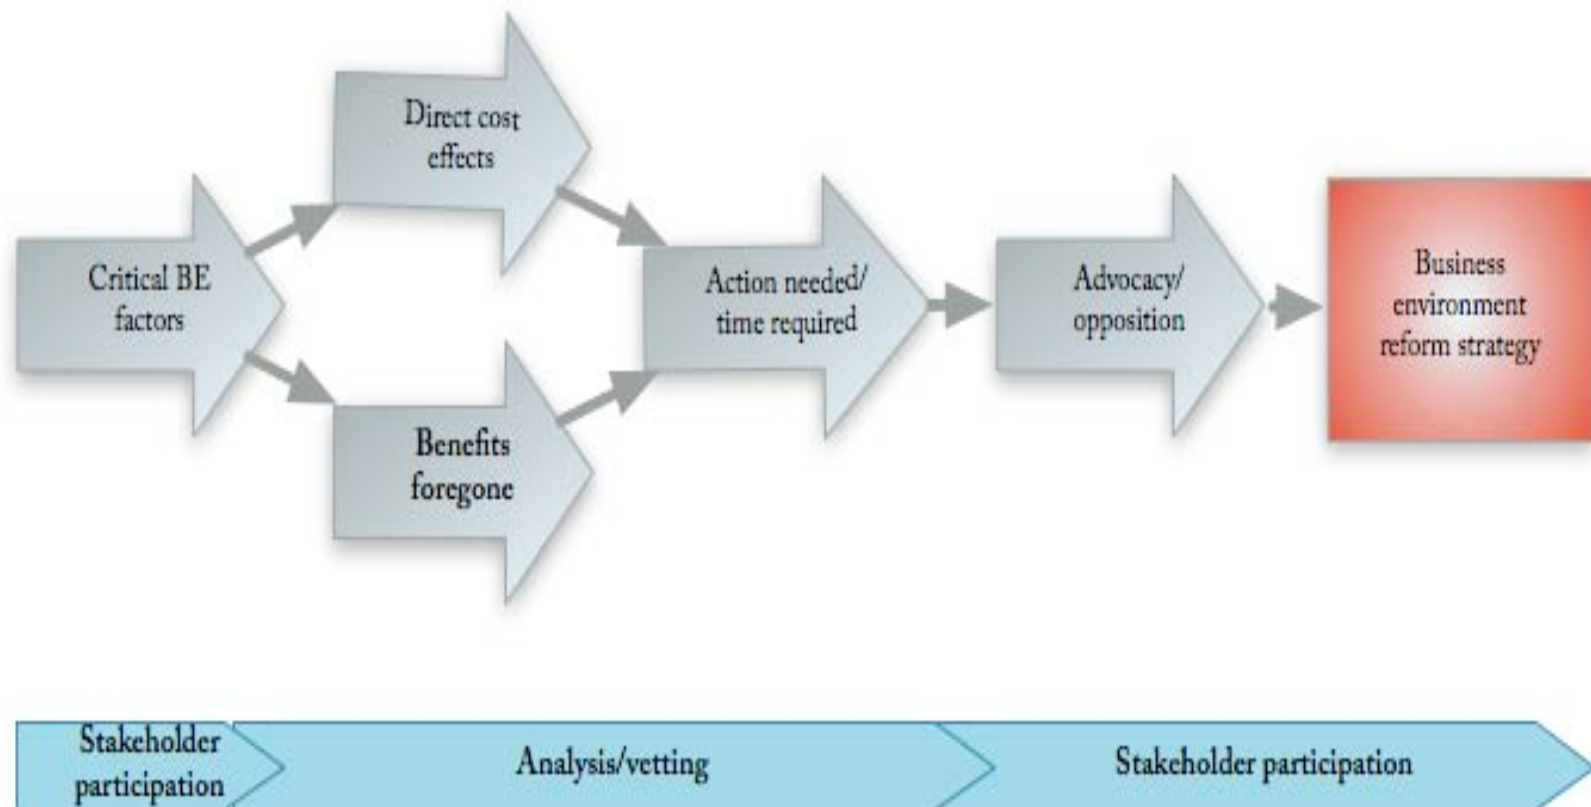 Direct cost
effects
Critical BE
factors
Benefits
foregone
Action needed/
time required
Advocacy/
opposition
Business
environment
reform strategy
Stakeholder
participation
Analysis/vetting
Stakeholder participation